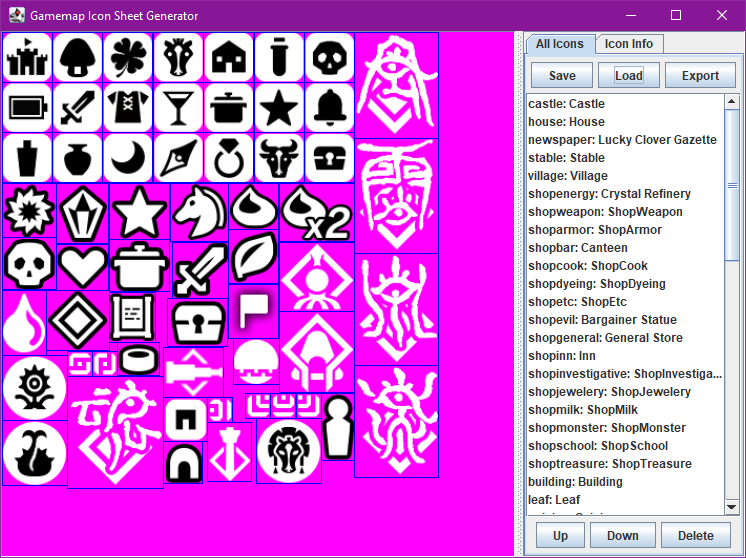 Gamemap Icon Sheet Generator
x2
All Icons
Icon Info
Save
Load
Export
castle: Castle
house: House
newspaper: Lucky Clover Gazette
stable: Stable
village: Village
shopenergy: Crystal Refinery
shopweapon: ShopWeapon
shoparmor: ShopArmor
shopbar: Canteen
shopcook: ShopCook
shopdyeing: ShopDyeing
shopetc: ShopEtc
shopevil: Bargainer Statue
shopgeneral: General Store
shopinn: Inn
shopinvestigative: ShopInvestiga...
shopjewelery: ShopJewelery
shopmilk: ShopMilk
shopmonster: ShopMonster
shopschool: ShopSchool
shoptreasure: ShopTreasure
building: Building
leaf: Leaf
Up
Down
Delete